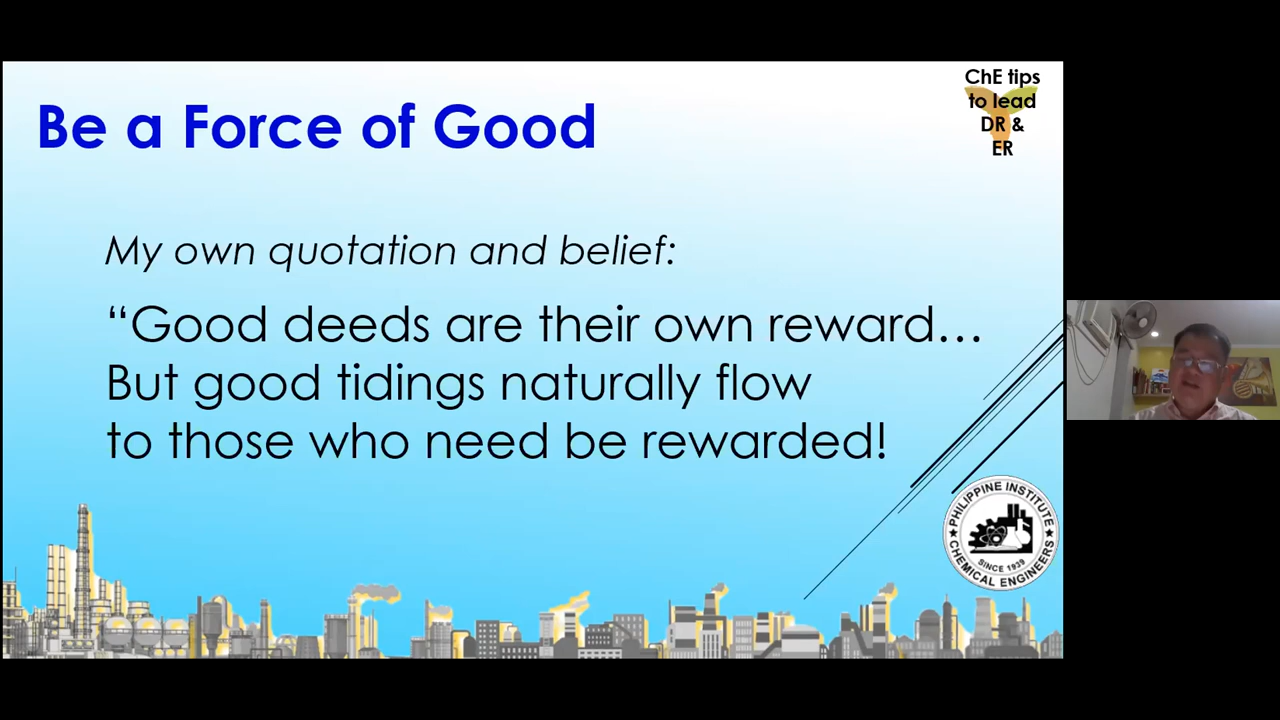 Be a Force of Good
ChE tips
to lead
DR &
ER
My own quotation and belief:
“Good deeds are their own reward…
But good tidings naturally flow
to those who need be rewarded!
PHILIPPINE INSTITUTE
CHEMICAL ENGINEERS
SINCE 1939